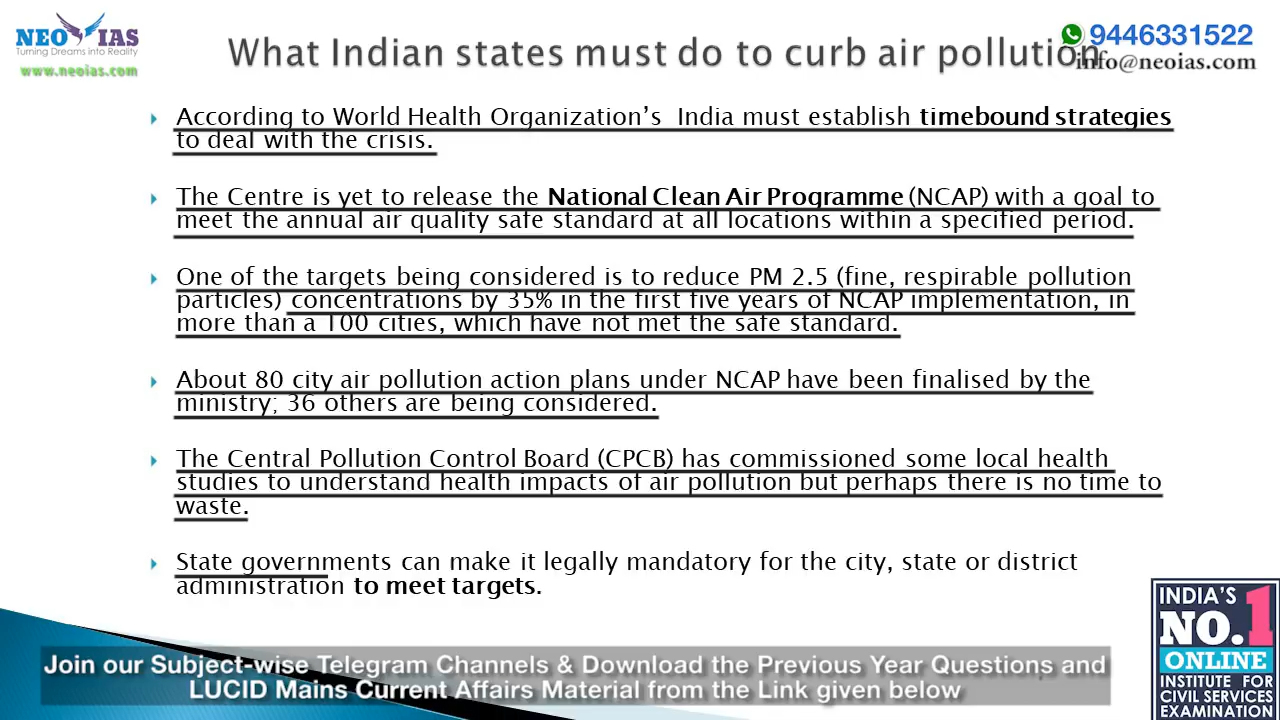 NEO IAS
Turning Dreams into Reality
www.neoias.com
What Indian states must do to curb air pollution
9446331522
info@neoias.com
According to World Health Organization's India must establish timebound strategies
to deal with the crisis.
The Centre is yet to release the National Clean Air Programme (NCAP) with a goal to
meet the annual air quality safe standard at all locations within a specified period.
One of the targets being considered is to reduce PM 2.5 (fine, respirable pollution
particles) concentrations by 35% in the first five years of NCAP implementation, in
more than a 100 cities, which have not met the safe standard.
About 80 city air pollution action plans under NCAP have been finalised by the
ministry; 36 others are being considered.
The Central Pollution Control Board (CPCB) has commissioned some local health
studies to understand health impacts of air pollution but perhaps there is no time to
waste.
State governments can make it legally mandatory for the city, state or district
administration to meet targets.
INDIA'S
NO.1
ONLINE
INSTITUTE FOR
CIVIL SERVICES
EXAMINATION
Join our Subject-wise Telegram Channels & Download the Previous Year Questions and
LUCID Mains Current Affairs Material from the Link given below